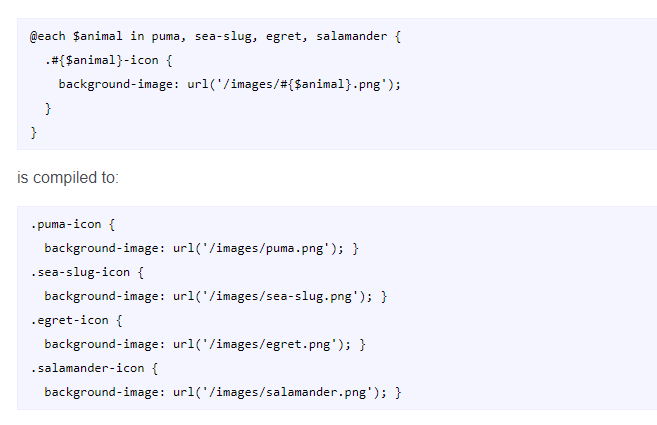 @each $animal in puma, sea-slug, egret, salamander {
  .#{$animal}-icon {
    background-image: url('/images/#{$animal}.png');
  }
}
is compiled to:
.puma-icon {
  background-image: url('/images/puma.png'); }
.sea-slug-icon {
  background-image: url('/images/sea-slug.png'); }
.egret-icon {
  background-image: url('/images/egret.png'); }
.salamander-icon {
  background-image: url('/images/salamander.png'); }